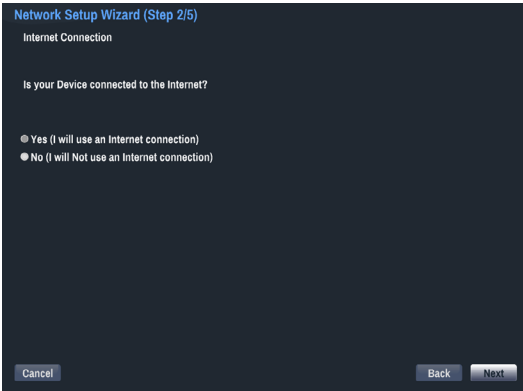 Network Setup Wizard (Step 2/5)
Internet Connection
Is your Device connected to the Internet?
Yes (I will use an Internet connection)
No (I will Not use an Internet connection)
Cancel
Back
Next